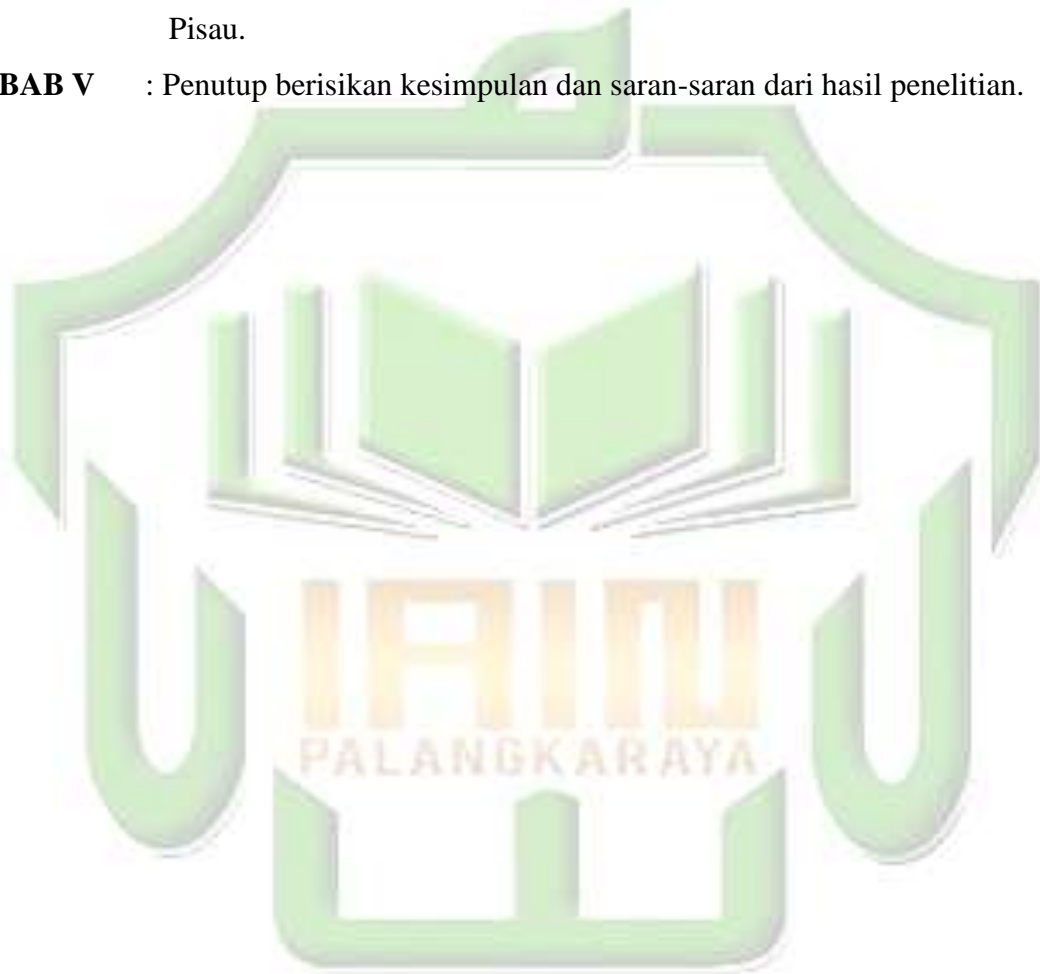 Pisau.
BAB V : Penutup berisikan kesimpulan dan saran-saran dari hasil penelitian.
IAIN
PALANGKARAYA